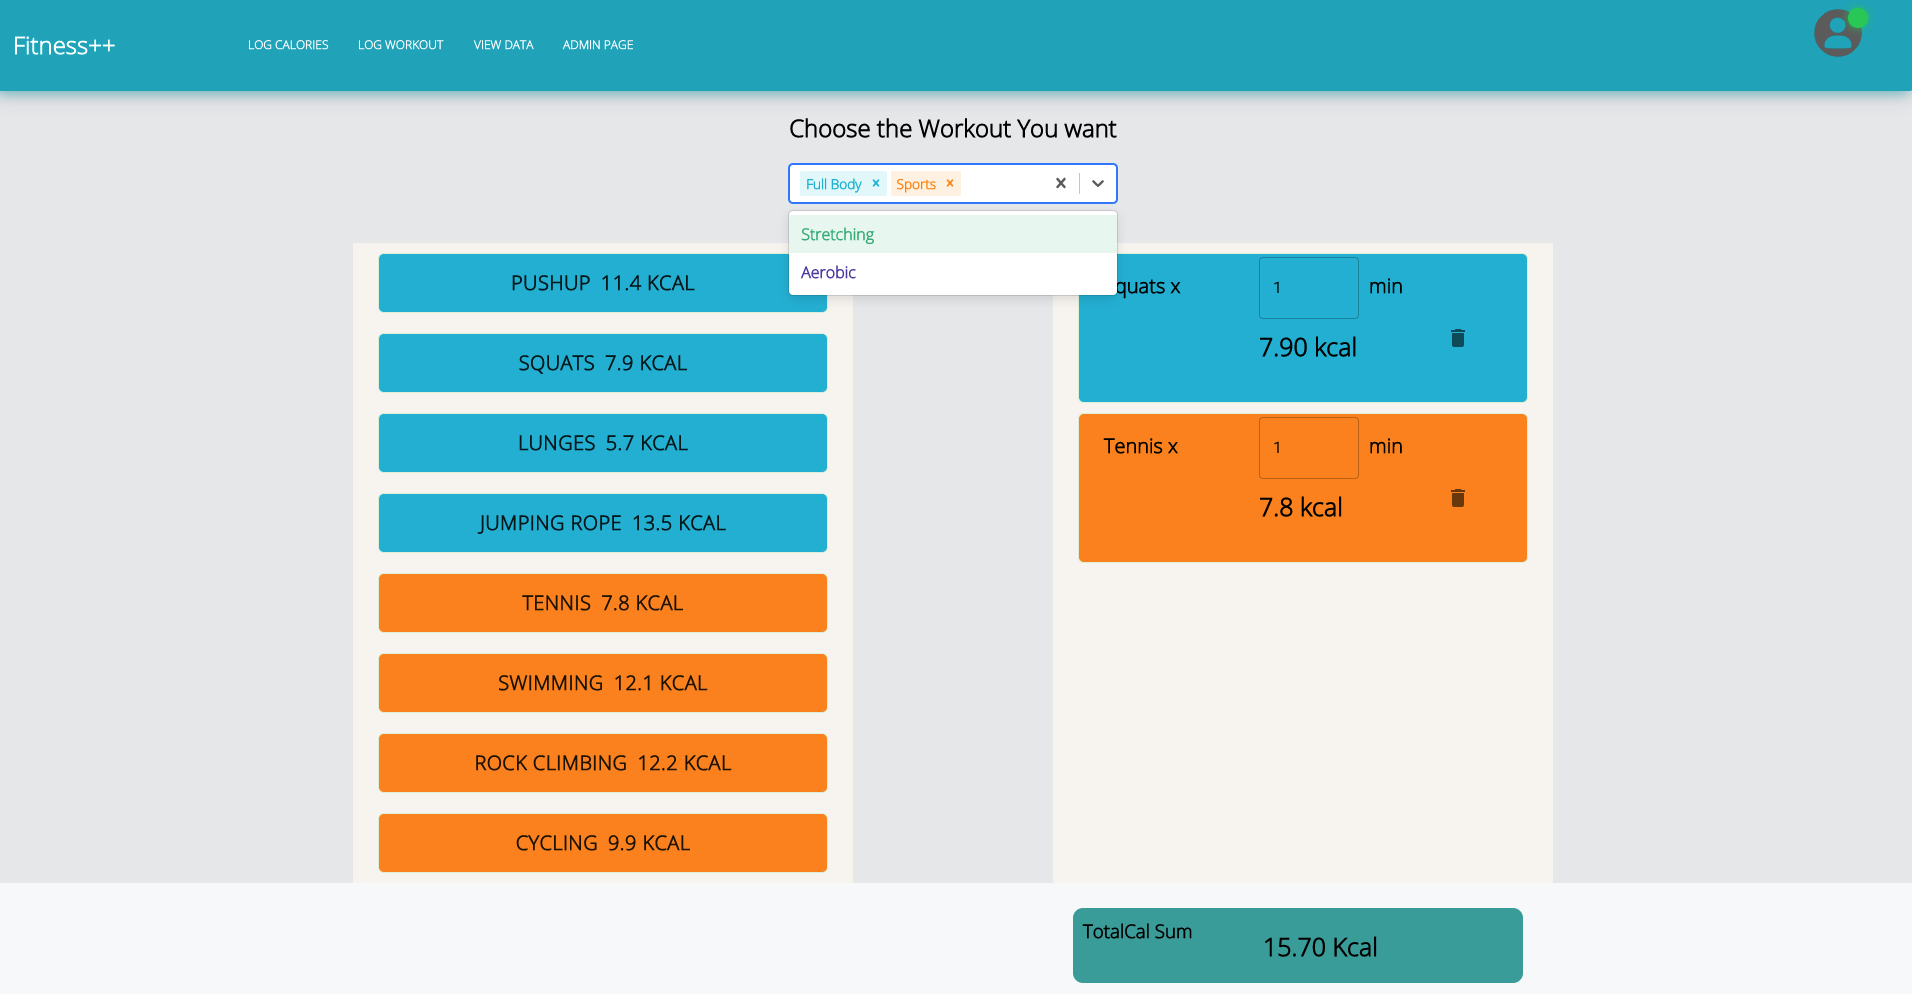 Fitness++
LOG CALORIES
LOG WORKOUT
VIEW DATA
ADMIN PAGE
Choose the Workout You want
Full Body
Sports
Stretching
Aerobic
PUSHUP 11.4 KCAL
SQUATS 7.9 KCAL
LUNGES 5.7 KCAL
JUMPING ROPE 13.5 KCAL
TENNIS 7.8 KCAL
SWIMMING 12.1 KCAL
ROCK CLIMBING 12.2 KCAL
CYCLING 9.9 KCAL
quats x 1 min
7.90 kcal
Tennis x 1 min
7.8 kcal
TotalCal Sum
15.70 Kcal